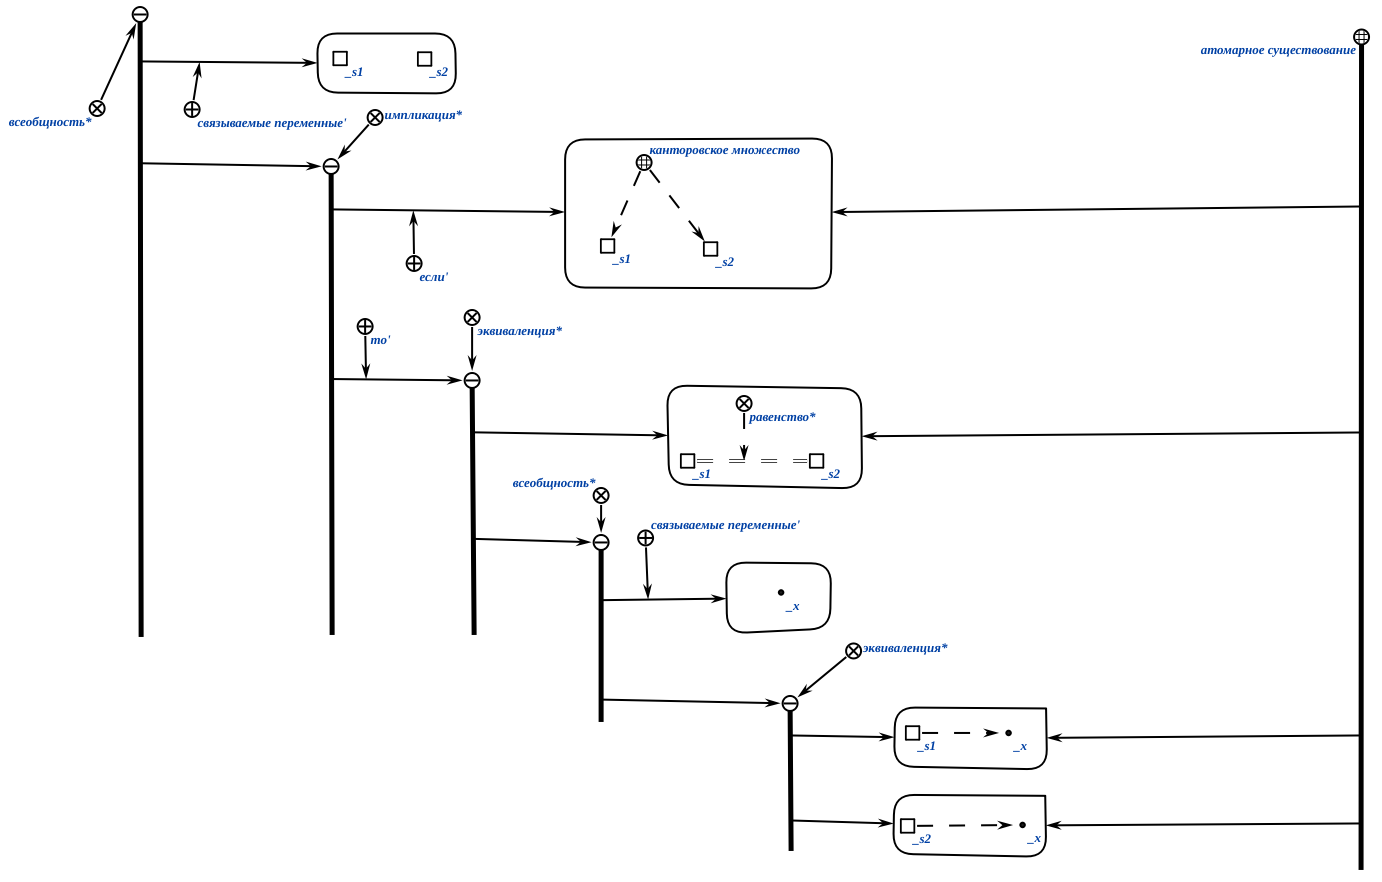 атомарное существование
_s1
_s2
всеобщность*
связываемые переменные'
импликация*
канторовское множество
_s1
_s2
если'
то'
эквиваленция*
равенство*
_s1
_s2
всеобщность*
связываемые переменные'
_x
эквиваленция*
_s1
_x
_s2
_x